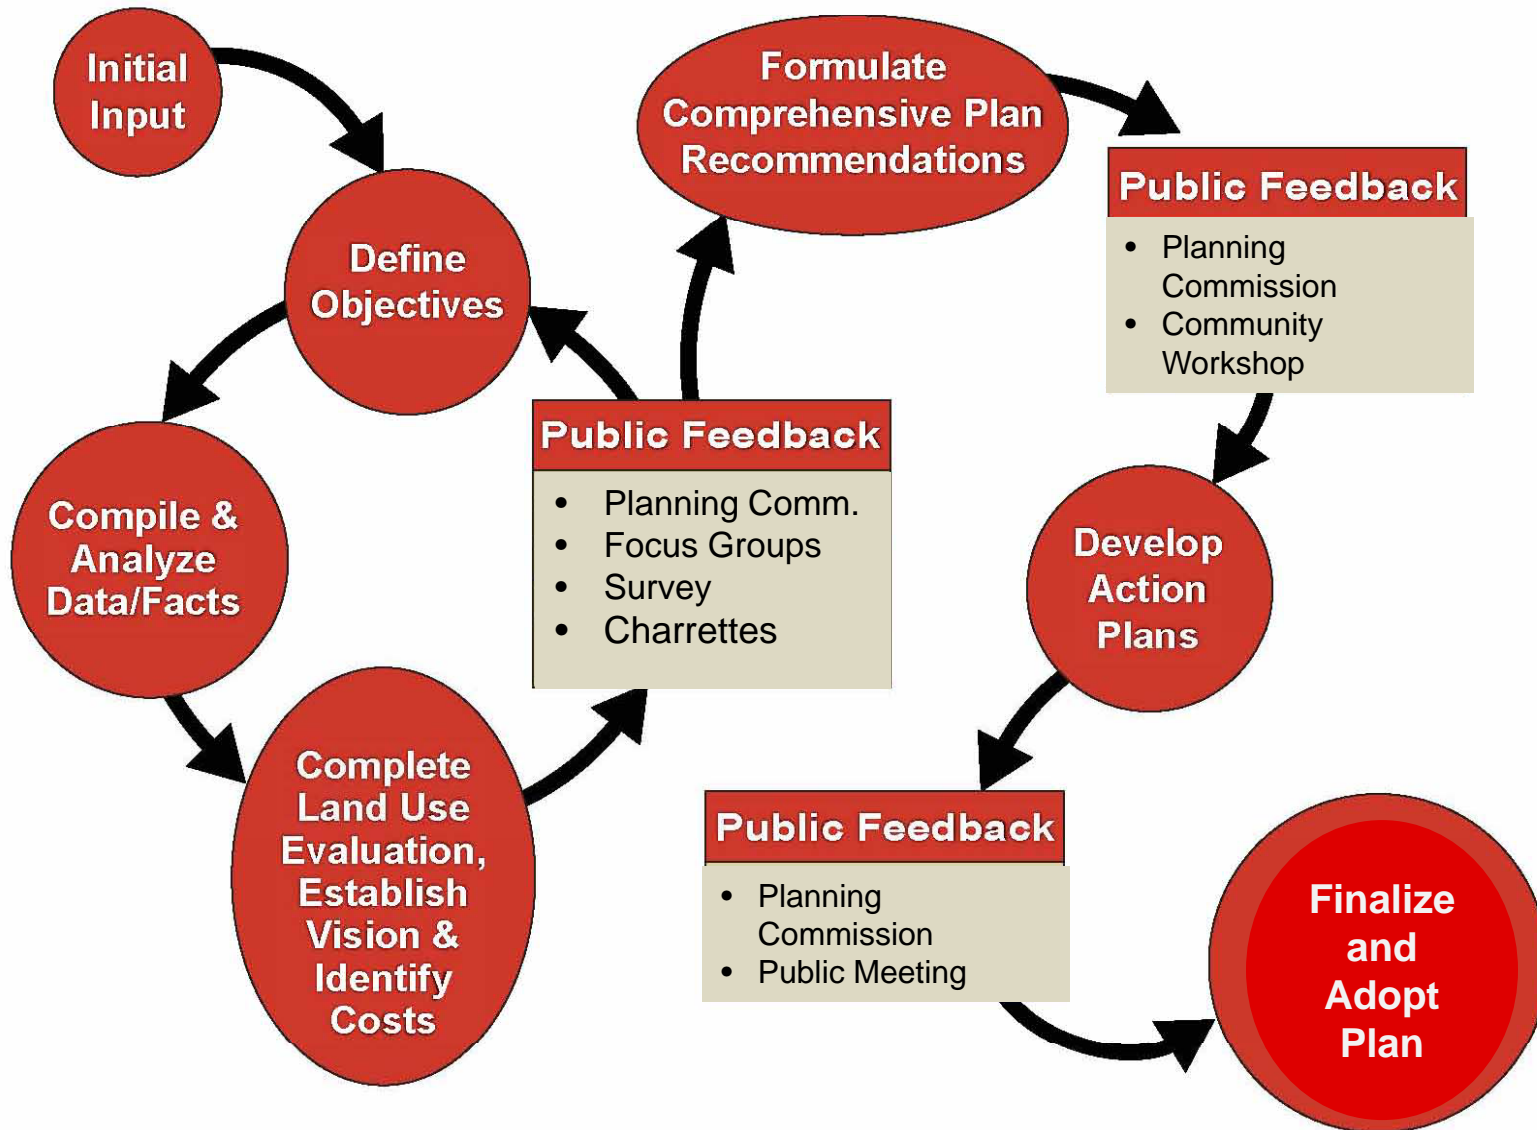 Initial
Input
Define
Objectives
Compile &
Analyze
Data/Facts
Complete
Land Use
Evaluation,
Establish
Vision &
Identify
Costs
Public Feedback
• Planning Comm.
• Focus Groups
• Survey
• Charrettes
Formulate
Comprehensive Plan
Recommendations
Public Feedback
• Planning
Commission
• Community
Workshop
Develop
Action
Plans
Public Feedback
• Planning
Commission
• Public Meeting
Finalize
and
Adopt
Plan